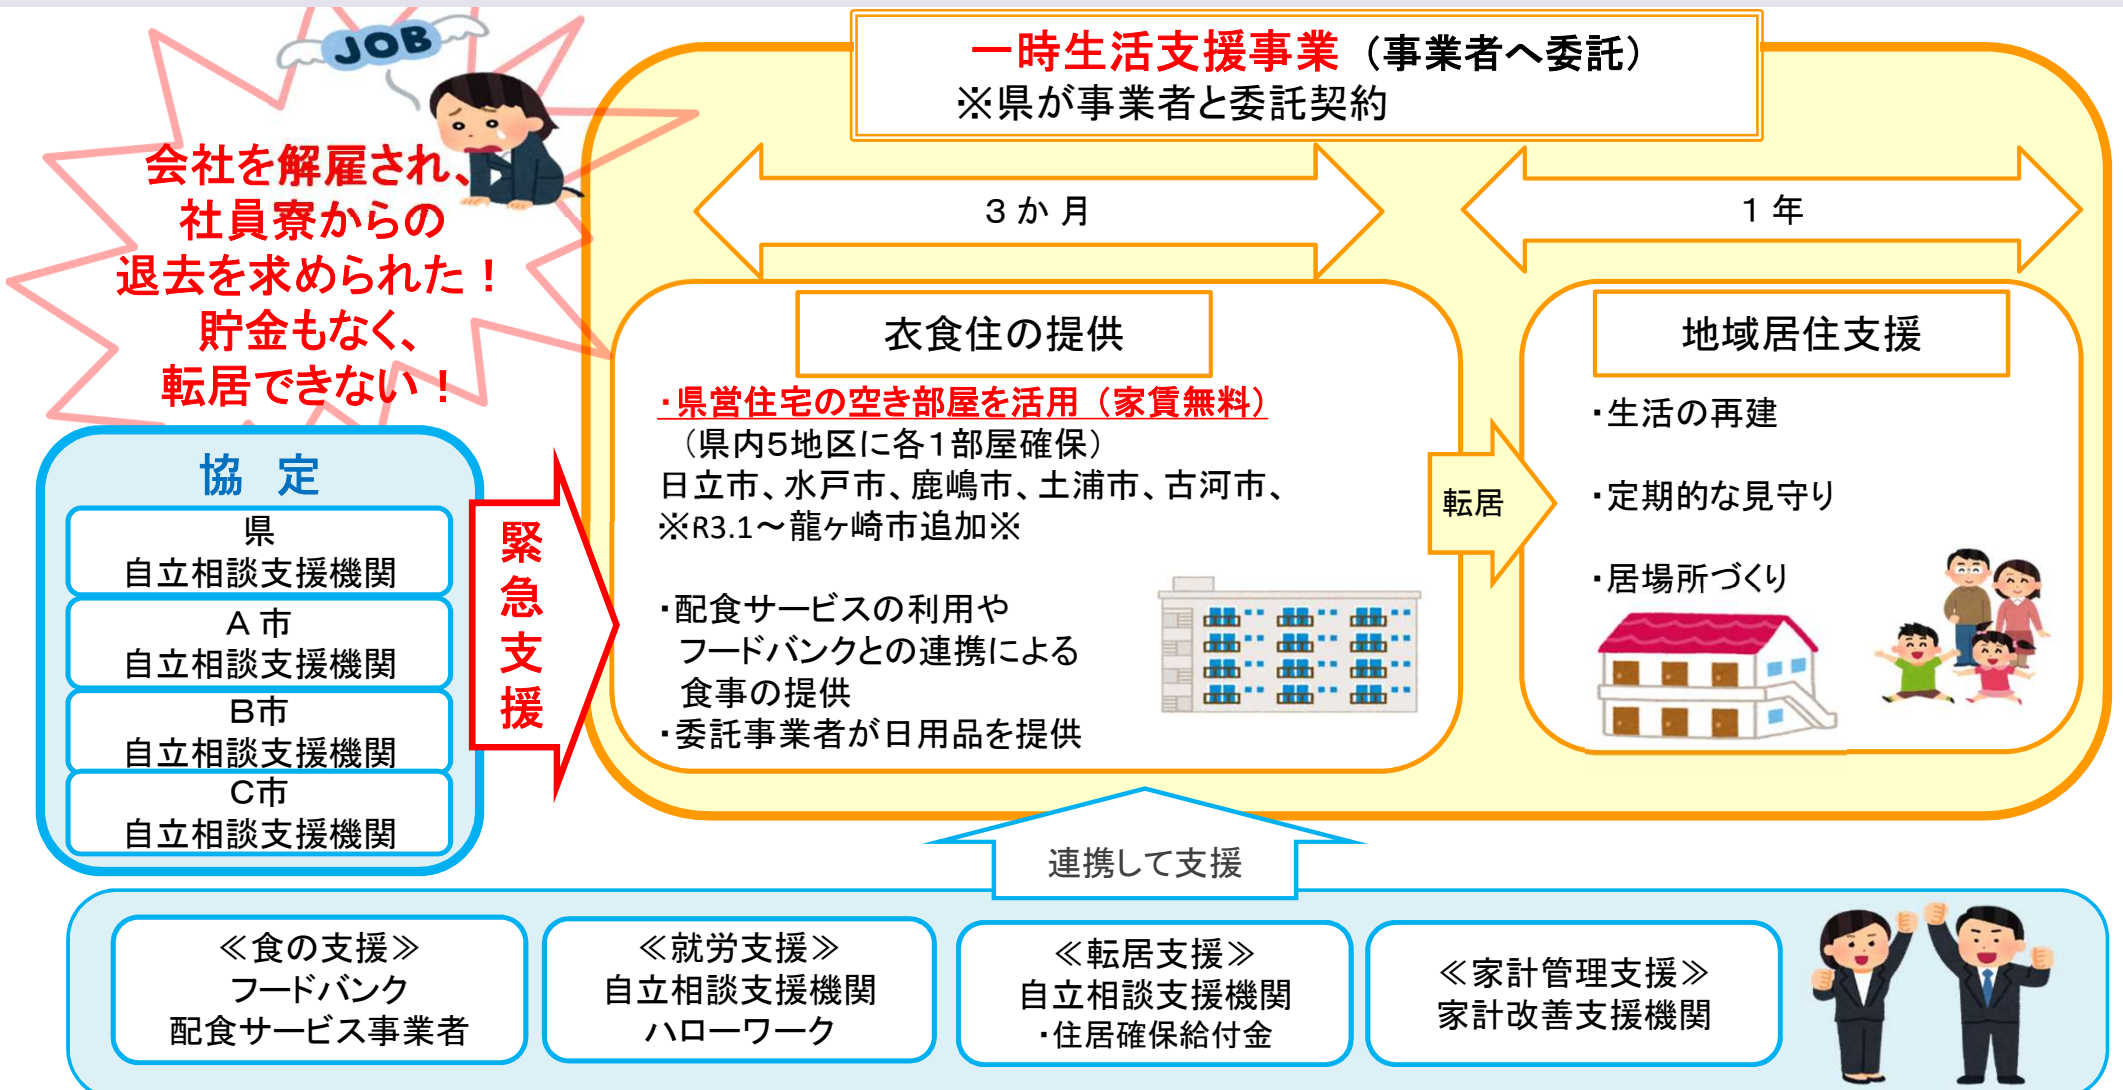 JOB
会社を解雇され、
社員寮からの
退去を求められた！
貯金もなく、
転居できない！
一時生活支援事業（事業者へ委託）
※県が事業者と委託契約
３か月
１年
衣食住の提供
・県営住宅の空き部屋を活用（家賃無料）
（県内５地区に各１部屋確保）
日立市、水戸市、鹿嶋市、土浦市、古河市、
※R3.1～龍ヶ崎市追加※
・配食サービスの利用や
フードバンクとの連携による
食事の提供
・委託事業者が日用品を提供
転居
地域居住支援
・生活の再建
・定期的な見守り
・居場所づくり
協定
県
自立相談支援機関
A市
自立相談支援機関
B市
自立相談支援機関
C市
自立相談支援機関
緊急支援
連携して支援
≪食の支援≫
フードバンク
配食サービス事業者
≪就労支援≫
自立相談支援機関
ハローワーク
≪転居支援≫
自立相談支援機関
・住居確保給付金
≪家計管理支援≫
家計改善支援機関